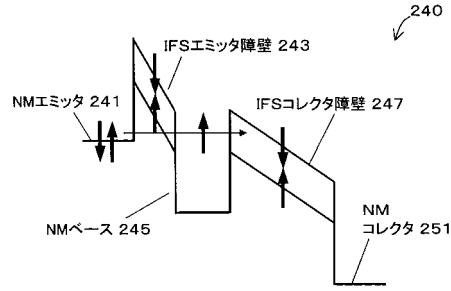 240
IFSエミッタ障壁 243
NMエミッタ 241
IFSコレクタ障壁 247
NMベース 245
NM
コレクタ 251